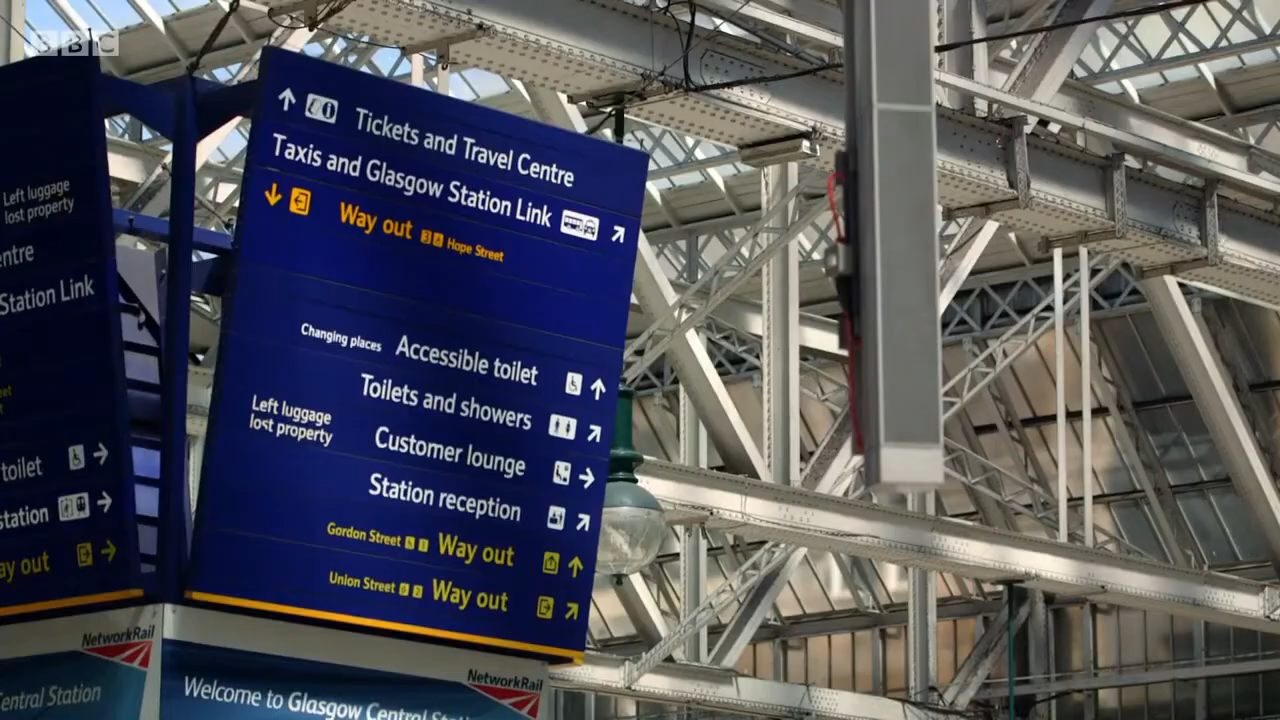 BBC
Left luggage
lost property
entre
Station Link
toilet
station
ay out
NetworkRail
Central Station
Tickets and Travel Centre
Taxis and Glasgow Station Link
Way out Hope Street
Changing places Accessible toilet
Toilets and showers
Left luggage
lost property
Customer lounge
Station reception
Gordon Street Way out
Union Street Way out
NetworkRail
Welcome to Glasgow Central Stati